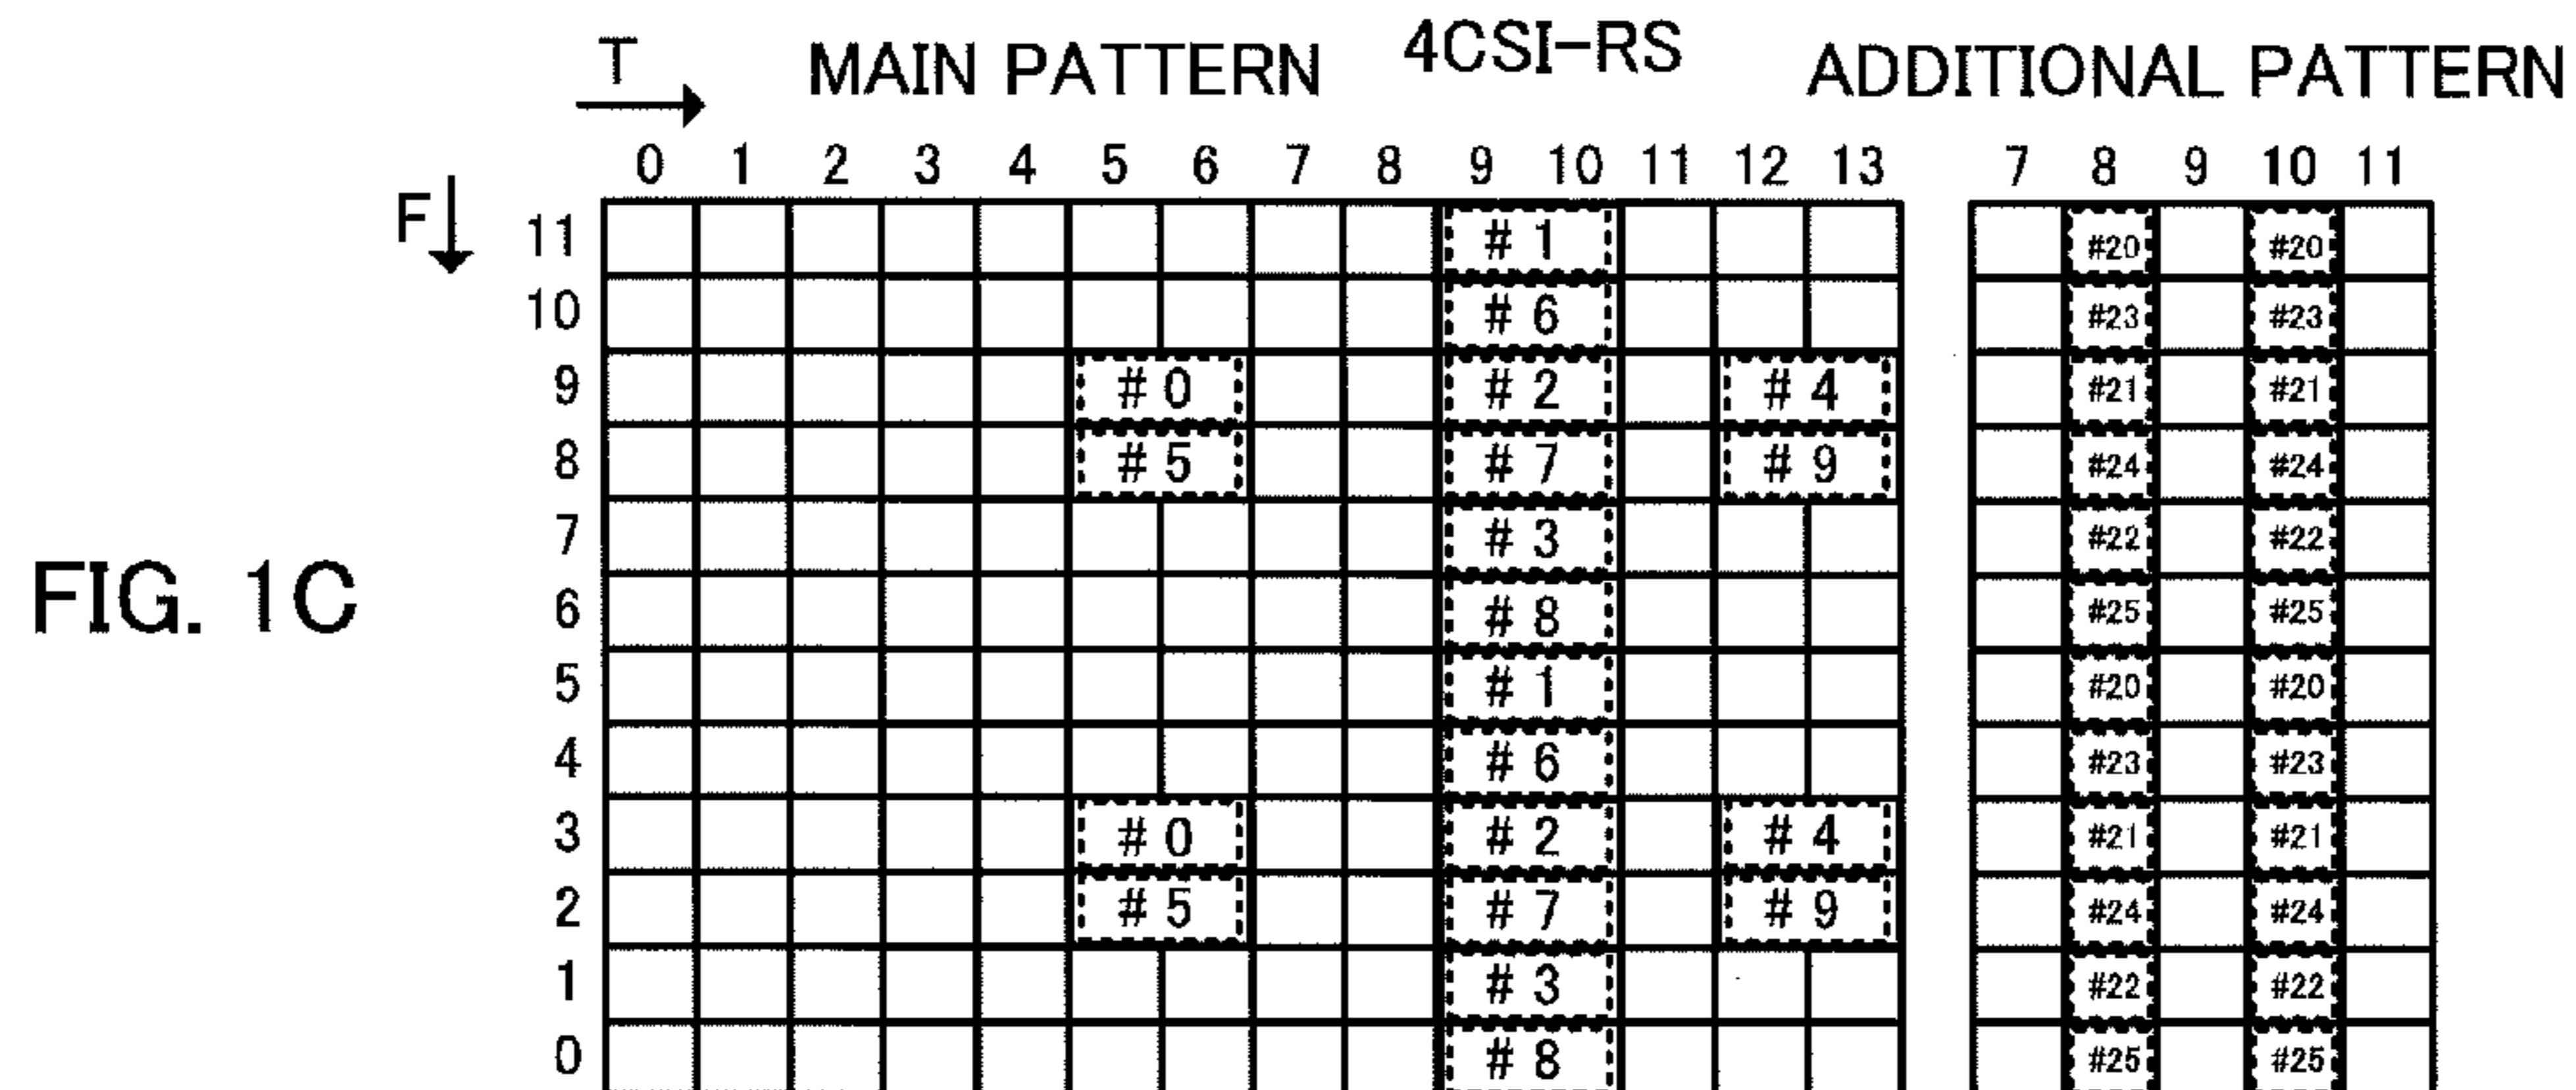 T MAIN PATTERN 4CSI-RS ADDITIONAL PATTERN
0 1 2 3 4 5 6 7 8 9 10 11 12 13 7 8 9 10 11
F 11 # 1 #20 #20
10 # 6 #23 #23
9 # 0 # 2 # 4 #21 #21
8 # 5 # 7 # 9 #24 #24
7 # 3 #22 #22
FIG. 1C
6 # 8 #25 #25
5 # 1 #20 #20
4 # 6 #23 #23
3 # 0 # 2 # 4 #21 #21
2 # 5 # 7 # 9 #24 #24
1 # 3 #22 #22
0 # 8 #25 #25